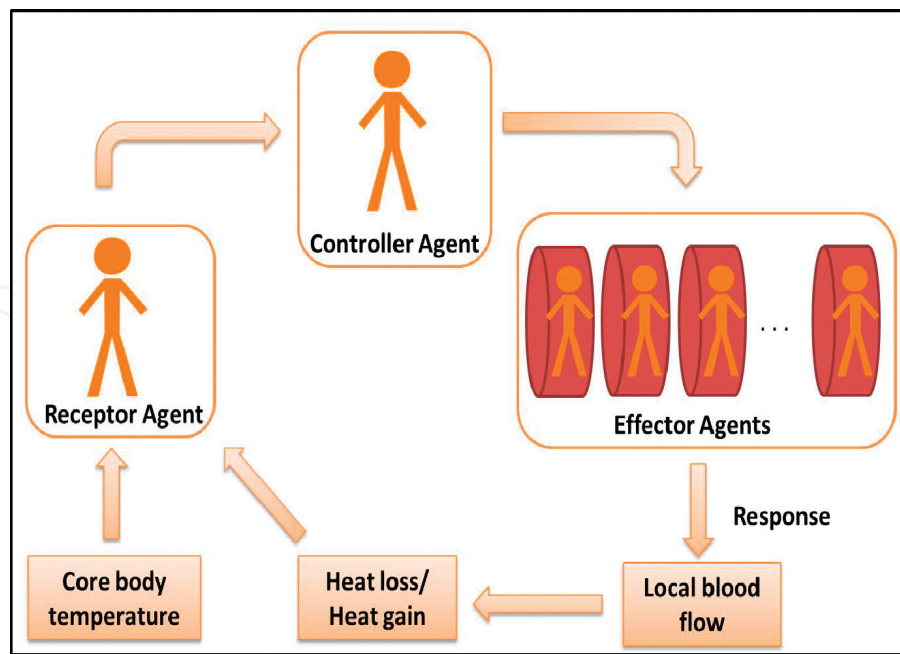 Controller Agent
Receptor Agent
. . .
Effector Agents
Response
Core body
temperature
Heat loss/
Heat gain
Local blood
flow